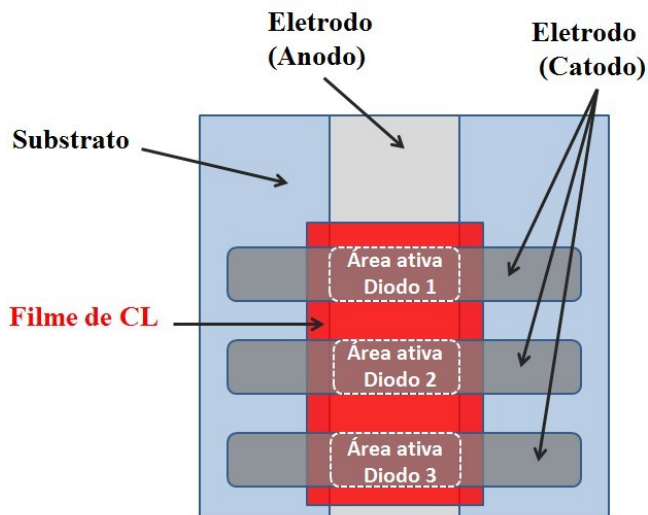 Eletrodo
(Anodo)
Eletrodo
(Catodo)
Substrato
Área ativa
Diodo 1
Filme de CL
Área ativa
Diodo 2
Área ativa
Diodo 3